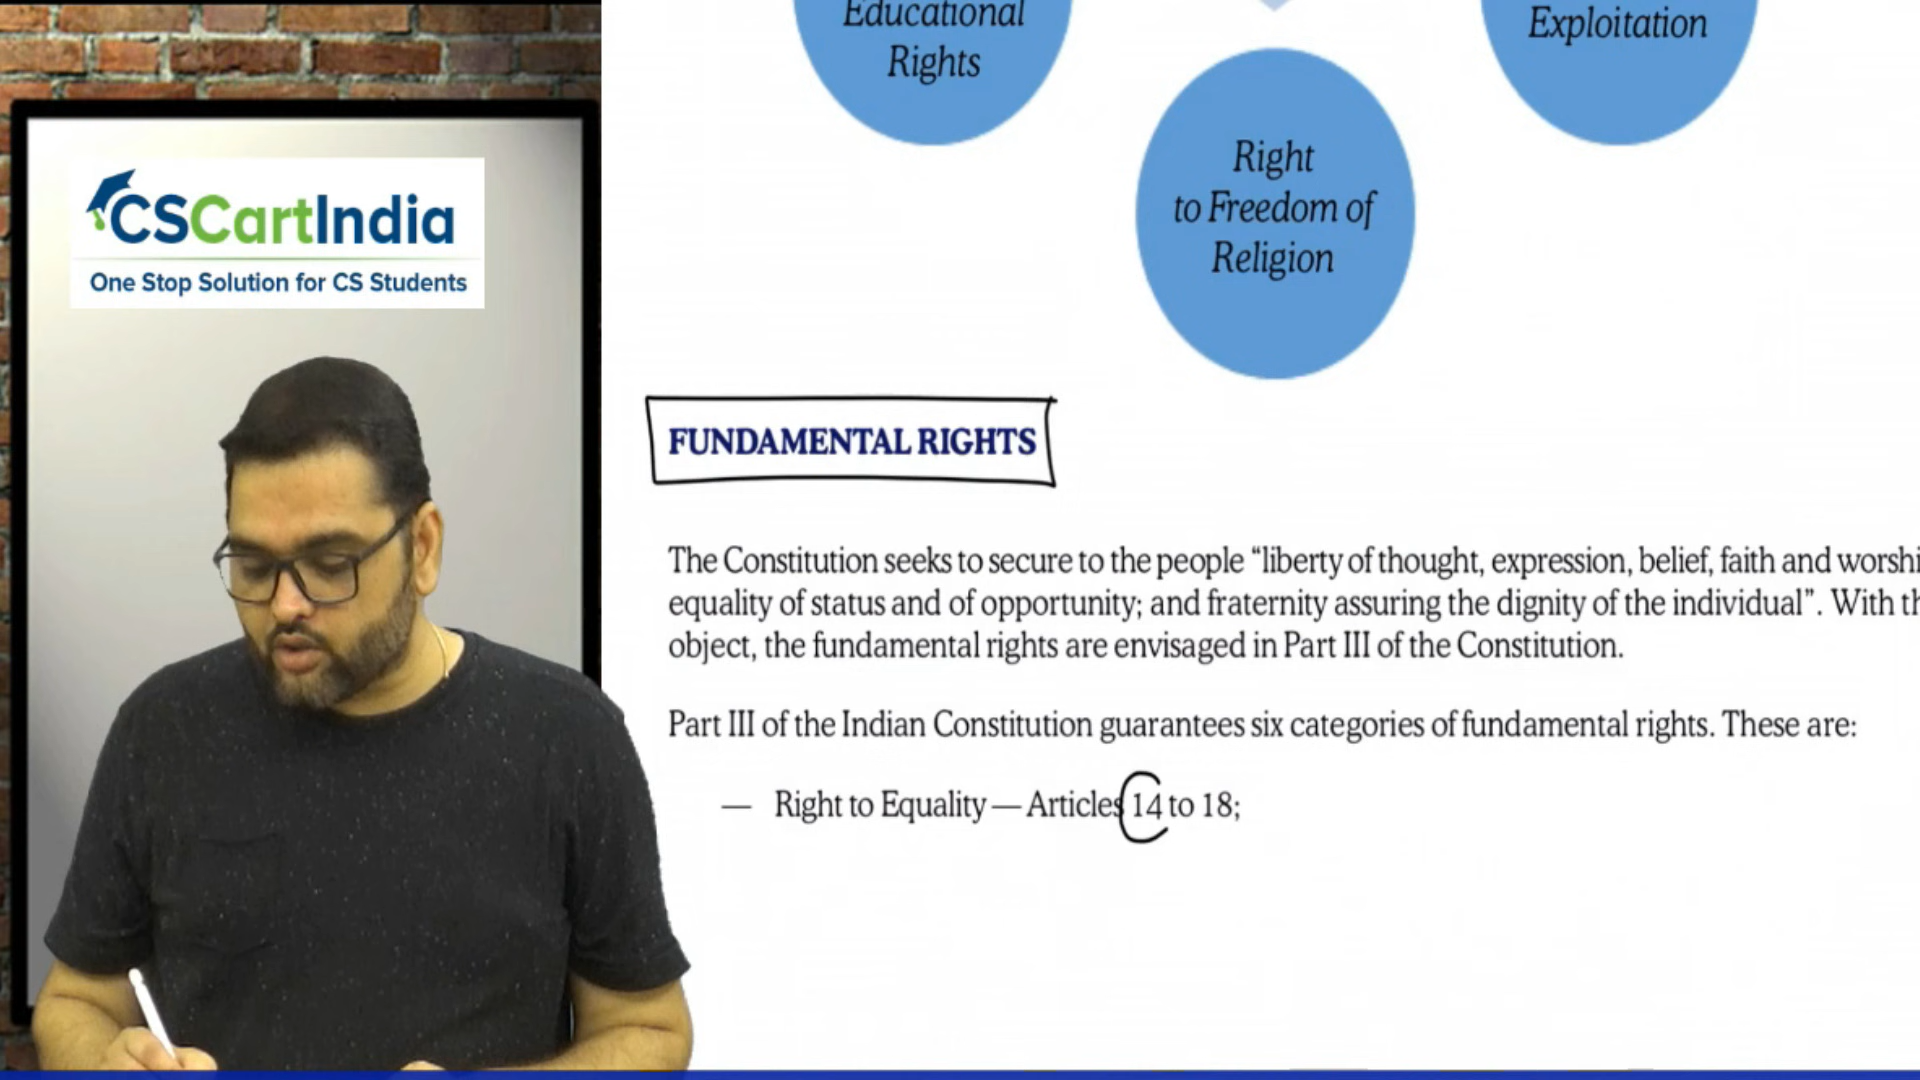 CSCartIndia
One Stop Solution for CS Students
Educational
Rights
Exploitation
Right
to Freedom of
Religion
FUNDAMENTAL RIGHTS
The Constitution seeks to secure to the people “liberty of thought, expression, belief, faith and worshi
equality of status and of opportunity; and fraternity assuring the dignity of the individual”. With th
object, the fundamental rights are envisaged in Part III of the Constitution.
Part III of the Indian Constitution guarantees six categories of fundamental rights. These are:
— Right to Equality — Articles 14 to 18;